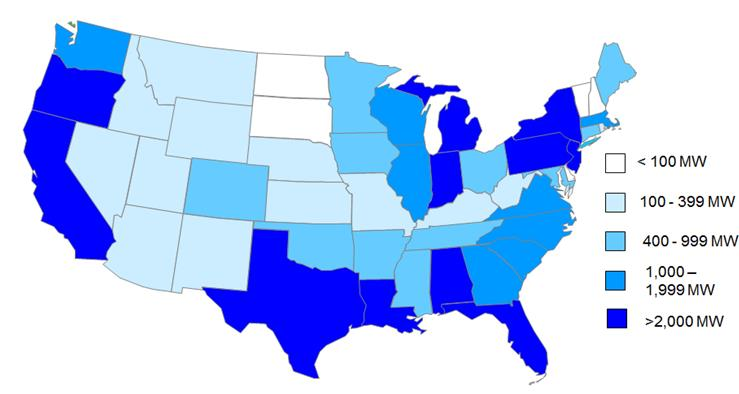 < 100 MW
100 - 399 MW
400 - 999 MW
1,000 –
1,999 MW
>2,000 MW